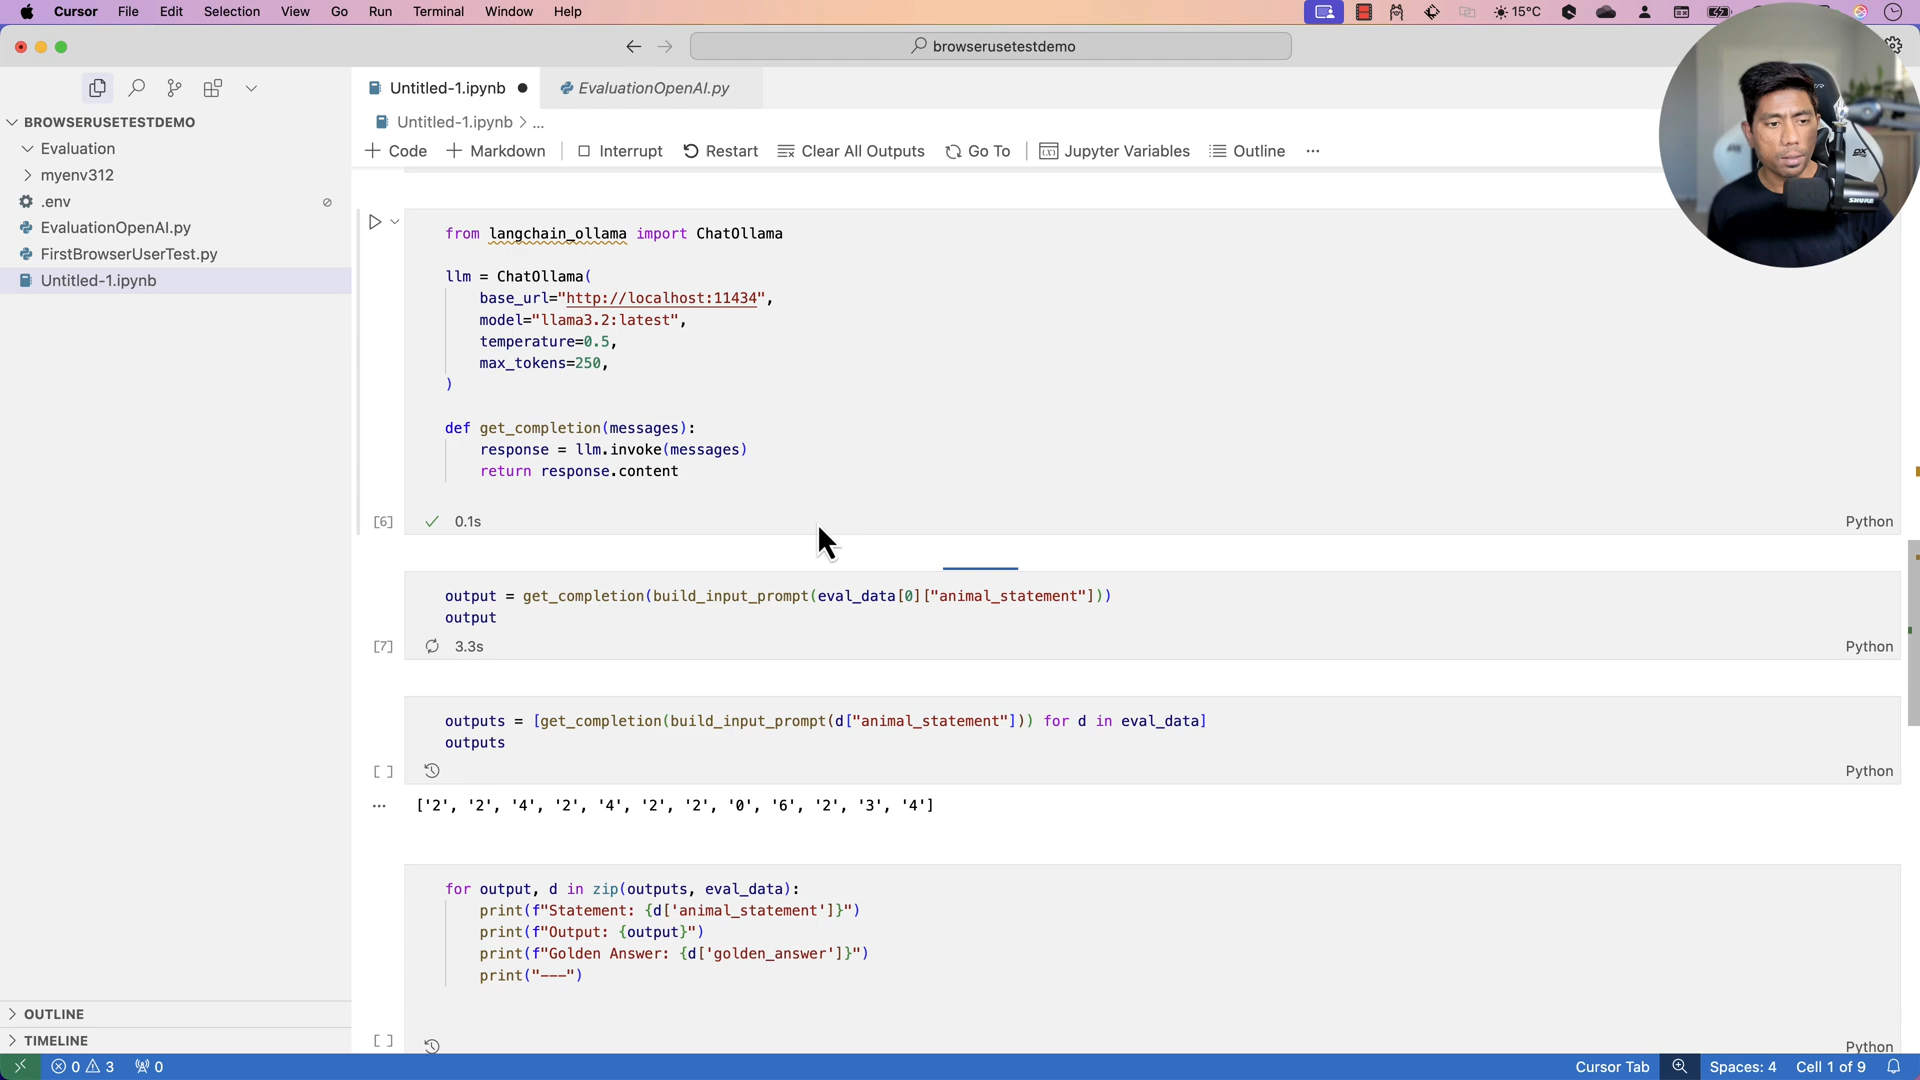 Cursor File Edit Selection View Go Run Terminal Window Help 15°C
browserusetestdemo
Untitled-1.ipynb EvaluationOpenAI.py
BROWSERUSETESTDEMO
Evaluation
myenv312
.env
EvaluationOpenAI.py
FirstBrowserUserTest.py
Untitled-1.ipynb
OUTLINE
TIMELINE
Untitled-1.ipynb > ...
Code Markdown Interrupt Restart Clear All Outputs Go To Jupyter Variables Outline ...
from langchain_ollama import ChatOllama
llm = ChatOllama(
base_url="http://localhost:11434",
model="llama3.2:latest",
temperature=0.5,
max_tokens=250,
)
def get_completion(messages):
response = llm.invoke(messages)
return response.content
[6] 0.1s Python
output = get_completion(build_input_prompt(eval_data[0]["animal_statement"]))
output
[7] 3.3s Python
outputs = [get_completion(build_input_prompt(d["animal_statement"])) for d in eval_data]
outputs
[ ] Python
... ['2', '2', '4', '2', '4', '2', '2', '0', '6', '2', '3', '4']
for output, d in zip(outputs, eval_data):
print(f"Statement: {d['animal_statement']}")
print(f"Output: {output}")
print(f"Golden Answer: {d['golden_answer']}")
print("---")
[ ] Python
0 3 0 Cursor Tab Spaces: 4 Cell 1 of 9
SHURE